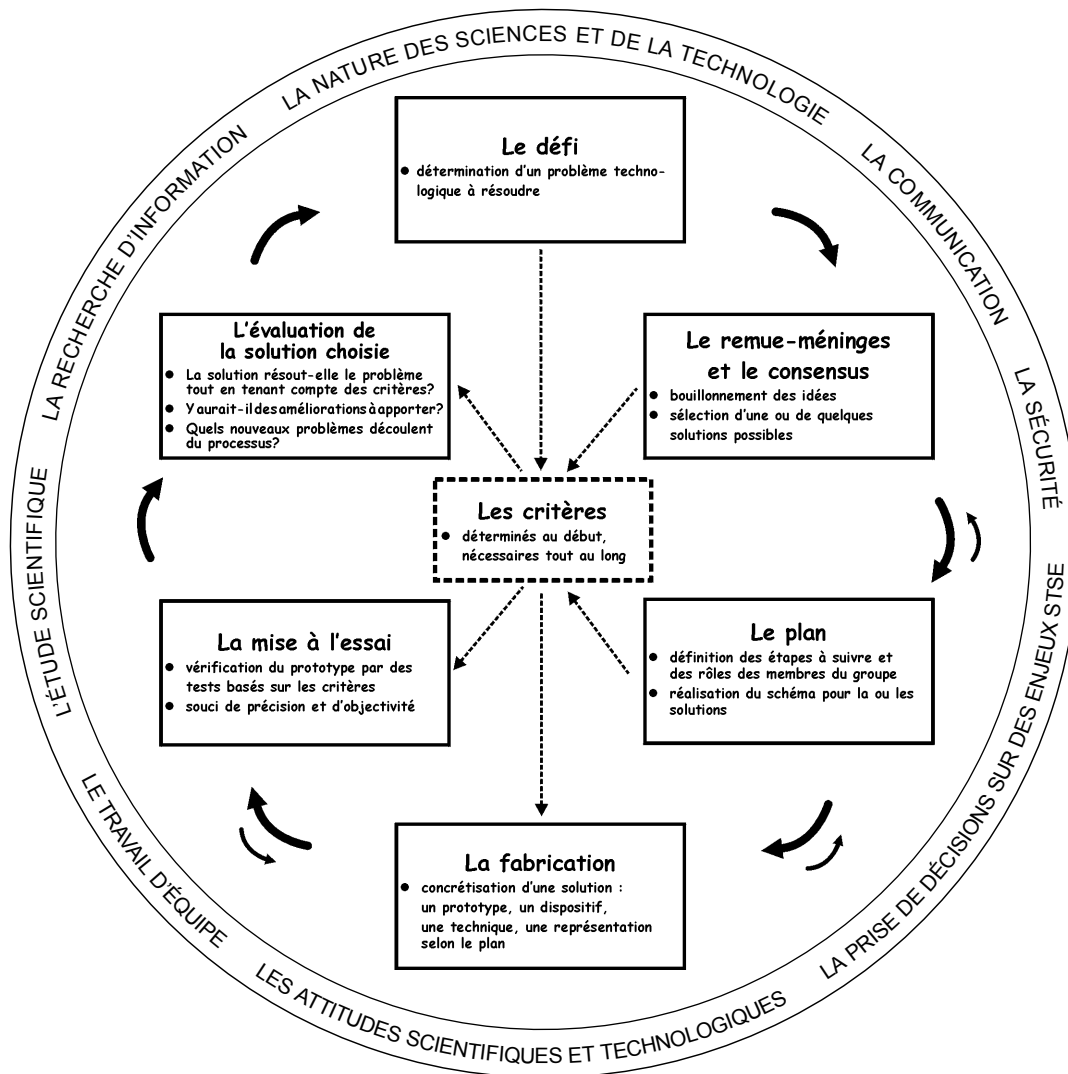 LA NATURE DES SCIENCES ET DE LA TECHNOLOGIE
LA COMMUNICATION
LA SÉCURITÉ
LA PRISE DE DÉCISIONS SUR DES ENJEUX STSE
LES ATTITUDES SCIENTIFIQUES ET TECHNOLOGIQUES
LE TRAVAIL D'ÉQUIPE
L'ÉTUDE SCIENTIFIQUE
LA RECHERCHE D'INFORMATION
Le défi
• détermination d'un problème techno-
logique à résoudre
Le remue-méninges
et le consensus
• bouillonnement des idées
• sélection d'une ou de quelques
solutions possibles
Le plan
• définition des étapes à suivre et
des rôles des membres du groupe
• réalisation du schéma pour la ou les
solutions
La fabrication
• concrétisation d'une solution :
un prototype, un dispositif,
une technique, une représentation
selon le plan
La mise à l'essai
• vérification du prototype par des
tests basés sur les critères
• souci de précision et d'objectivité
L'évaluation de
la solution choisie
• La solution résout-elle le problème
tout en tenant compte des critères?
• Y aurait-il des améliorations à apporter?
• Quels nouveaux problèmes découlent
du processus?
Les critères
• déterminés au début,
nécessaires tout au long